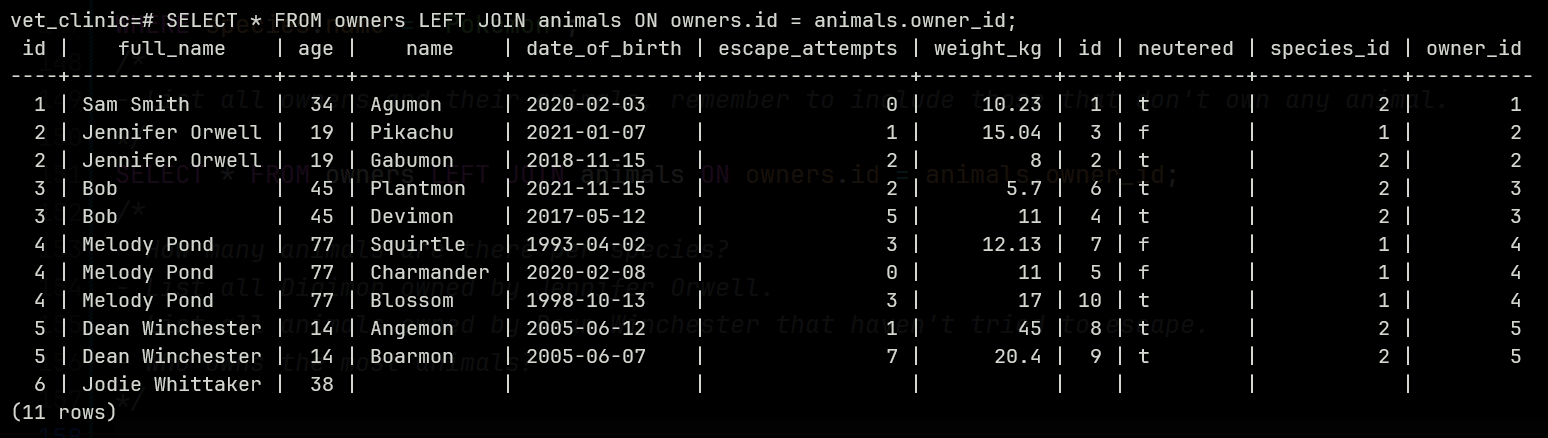 vet_clinic=# SELECT * FROM owners LEFT JOIN animals ON owners.id = animals.owner_id;
 id |    full_name    | age |    name    | date_of_birth | escape_attempts | weight_kg | id | neutered | species_id | owner_id
----+-----------------+-----+------------+---------------+-----------------+-----------+----+----------+------------+----------
  1 | Sam Smith       |  34 | Agumon     | 2020-02-03    |               0 |     10.23 |  1 | t        |          2 |        1
  2 | Jennifer Orwell |  19 | Pikachu    | 2021-01-07    |               1 |     15.04 |  3 | f        |          1 |        2
  2 | Jennifer Orwell |  19 | Gabumon    | 2018-11-15    |               2 |         8 |  2 | t        |          2 |        2
  3 | Bob             |  45 | Plantmon   | 2021-11-15    |               2 |       5.7 |  6 | t        |          2 |        3
  3 | Bob             |  45 | Devimon    | 2017-05-12    |               5 |        11 |  4 | t        |          2 |        3
  4 | Melody Pond     |  77 | Squirtle   | 1993-04-02    |               3 |     12.13 |  7 | f        |          1 |        4
  4 | Melody Pond     |  77 | Charmander | 2020-02-08    |               0 |        11 |  5 | f        |          1 |        4
  4 | Melody Pond     |  77 | Blossom    | 1998-10-13    |               3 |        17 | 10 | t        |          1 |        4
  5 | Dean Winchester |  14 | Angemon    | 2005-06-12    |               1 |        45 |  8 | t        |          2 |        5
  5 | Dean Winchester |  14 | Boarmon    | 2005-06-07    |               7 |      20.4 |  9 | t        |          2 |        5
  6 | Jodie Whittaker |  38 |            |               |                 |           |    |          |            |
(11 rows)